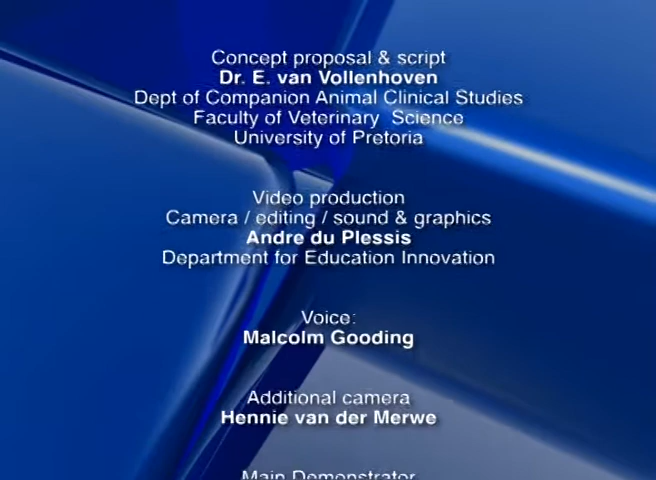 Concept proposal & script
Dr. E. van Vollenhoven
Dept of Companion Animal Clinical Studies
Faculty of Veterinary Science
University of Pretoria
Video production
Camera / editing / sound & graphics
Andre du Plessis
Department for Education Innovation
Voice:
Malcolm Gooding
Additional camera
Hennie van der Merwe
Main Demonstrator